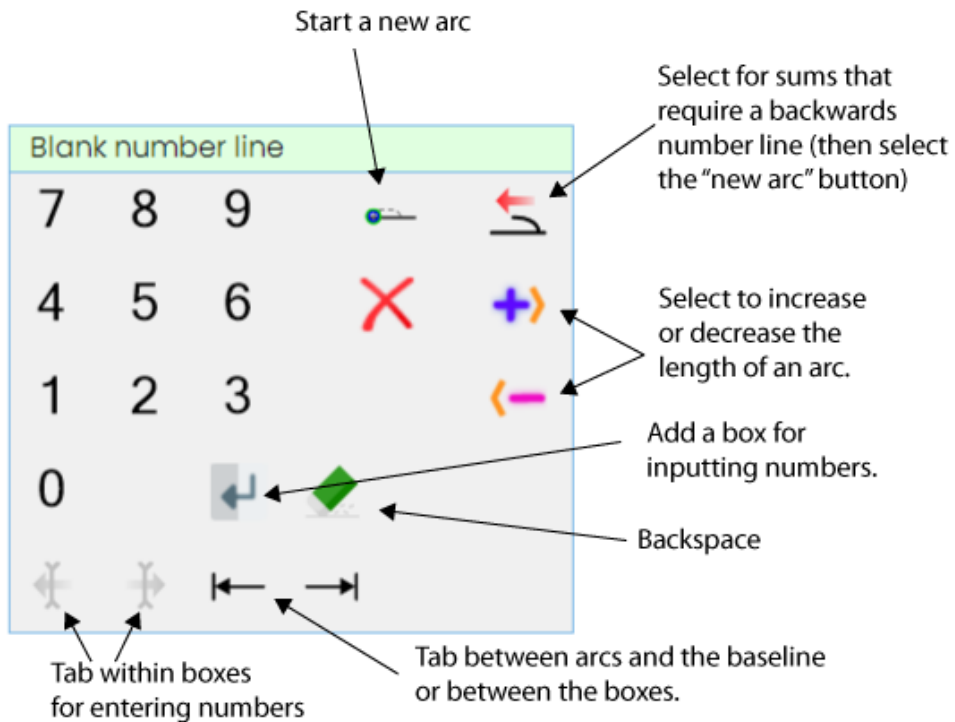 Start a new arc
Select for sums that
require a backwards
number line (then select
the “new arc” button)
Blank number line
7 8 9
4 5 6
Select to increase
or decrease the
length of an arc.
1 2 3
Add a box for
inputting numbers.
0
Backspace
Tab within boxes
for entering numbers
Tab between arcs and the baseline
or between the boxes.